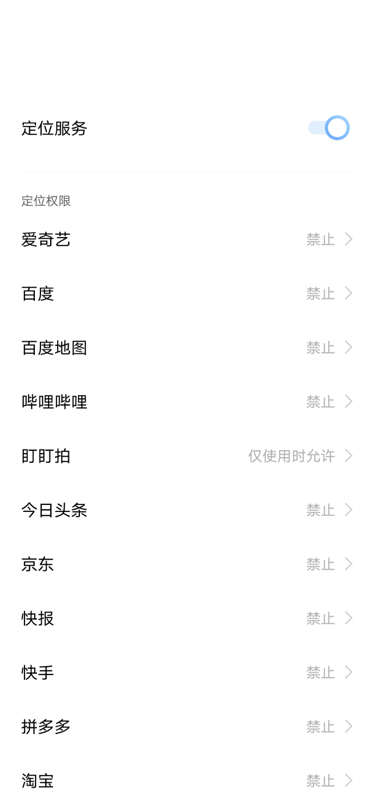 定位服务
定位权限
爱奇艺 禁止
百度 禁止
百度地图 禁止
哔哩哔哩 禁止
盯盯拍 仅使用时允许
今日头条 禁止
京东 禁止
快报 禁止
快手 禁止
拼多多 禁止
淘宝 禁止